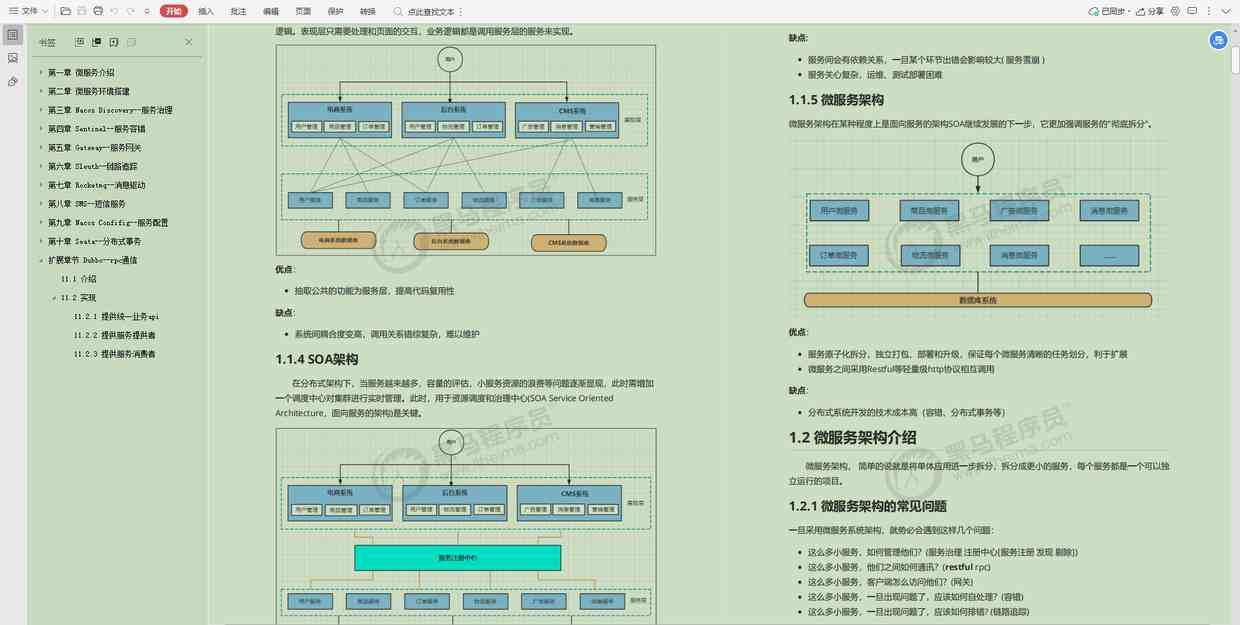 文件
开始
插入
批注
编辑
页面
保护
转换
点此查找文本
已同步
分享
书签
第一章 微服务介绍
第二章 微服务环境搭建
第三章 Nacos Discovery--服务治理
第四章 Sentinel--服务容错
第五章 Gateway--服务网关
第六章 Sleuth--链路追踪
第七章 Rocketmq--消息驱动
第八章 SMS--短信服务
第九章 Nacos Confifig--服务配置
第十章 Seata--分布式事务
扩展章节 Dubbo--rpc通信
11.1 介绍
11.2 实现
11.2.1 提供统一业务api
11.2.2 提供服务提供者
11.2.3 提供服务消费者
逻辑。表现层只需要处理和页面的交互，业务逻辑都是调用服务层的服务来实现。
用户
电商系统
后台系统
CMS系统
用户管理 商品管理 订单管理
用户管理 物流管理 订单管理
广告管理 消息管理 营销管理
表现层
用户服务
商品服务
订单服务
物流服务
广告服务
消息服务
服务层
电商系统数据库
后台系统数据库
CMS系统数据库
优点:
• 抽取公共的功能为服务层，提高代码复用性
缺点:
• 系统间耦合度变高，调用关系错综复杂，难以维护
1.1.4 SOA架构
在分布式架构下，当服务越来越多，容量的评估，小服务资源的浪费等问题逐渐显现，此时需增加
一个调度中心对集群进行实时管理。此时，用于资源调度和治理中心(SOA Service Oriented
Architecture，面向服务的架构)是关键。
用户
电商系统
后台系统
CMS系统
用户管理 商品管理 订单管理
用户管理 物流管理 订单管理
广告管理 消息管理 营销管理
表现层
服务注册中心
用户服务
商品服务
订单服务
物流服务
广告服务
服务层
黑马程序员
www.itheima.com
缺点:
• 服务间会有依赖关系，一旦某个环节出错会影响较大( 服务雪崩 )
• 服务关心复杂，运维、测试部署困难
1.1.5 微服务架构
微服务架构在某种程度上是面向服务的架构SOA继续发展的下一步，它更加强调服务的"彻底拆分"。
用户
用户微服务
商品微服务
广告微服务
消息微服务
订单微服务
物流微服务
消息微服务
......
数据库系统
优点:
• 服务原子化拆分，独立打包、部署和升级，保证每个微服务清晰的任务划分，利于扩展
• 微服务之间采用Restful等轻量级http协议相互调用
缺点:
• 分布式系统开发的技术成本高（容错、分布式事务等）
1.2 微服务架构介绍
微服务架构， 简单的说就是将单体应用进一步拆分，拆分成更小的服务，每个服务都是一个可以独
立运行的项目。
1.2.1 微服务架构的常见问题
一旦采用微服务系统架构，就势必会遇到这样几个问题：
• 这么多小服务，如何管理他们？(服务治理 注册中心[服务注册 发现 剔除])
• 这么多小服务，他们之间如何通讯？(restful rpc)
• 这么多小服务，客户端怎么访问他们？(网关)
• 这么多小服务，一旦出现问题了，应该如何自处理？(容错)
• 这么多小服务，一旦出现问题了，应该如何排错? (链路追踪)
黑马程序员
www.itheima.com